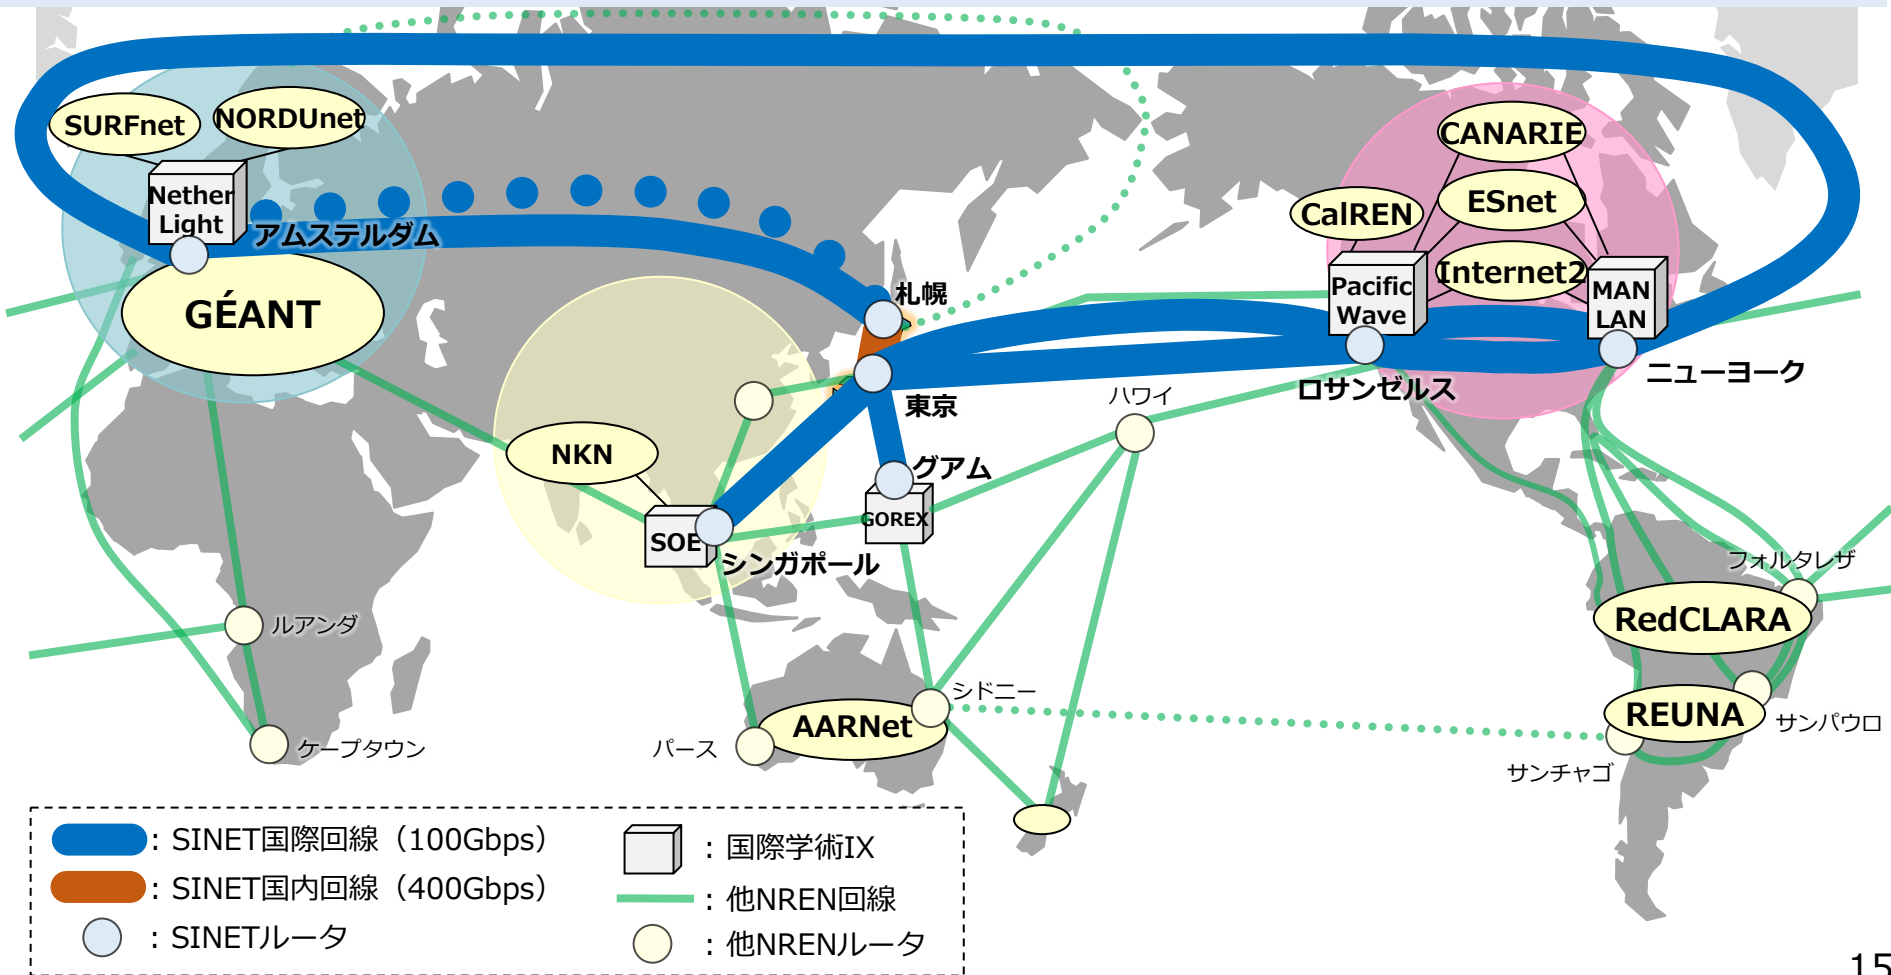 SURFnet
NORDUnet
Nether
Light
アムステルダム
GÉANT
CANARIE
CalREN
ESnet
Internet2
Pacific
Wave
MAN
LAN
札幌
東京
ハワイ
ロサンゼルス
ニューヨーク
NKN
グアム
GOREX
SOE
シンガポール
フォルタレザ
RedCLARA
ルアンダ
シドニー
AARNet
REUNA
サンパウロ
ケープタウン
パース
サンチャゴ
: SINET国際回線（100Gbps）
: SINET国内回線（400Gbps）
: SINETルータ
: 国際学術IX
: 他NREN回線
: 他NRENルータ
15